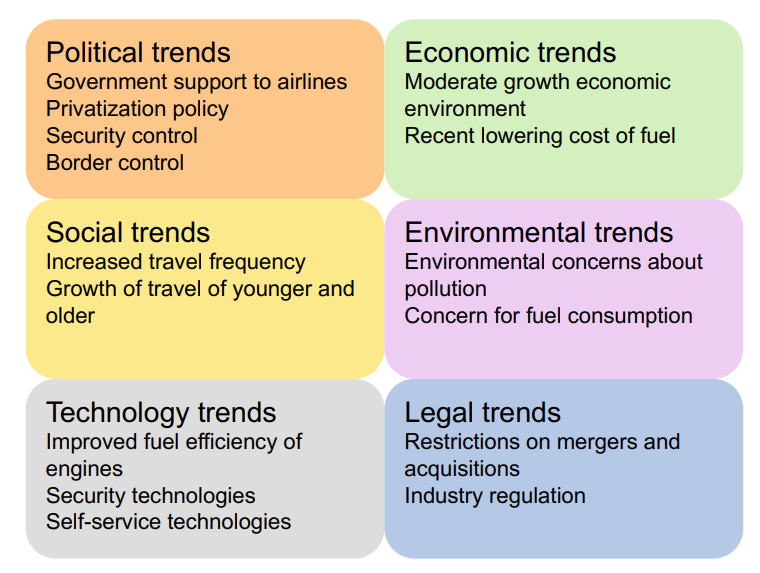 Political trends
Government support to airlines
Privatization policy
Security control
Border control
Economic trends
Moderate growth economic
environment
Recent lowering cost of fuel
Social trends
Increased travel frequency
Growth of travel of younger and
older
Environmental trends
Environmental concerns about
pollution
Concern for fuel consumption
Technology trends
Improved fuel efficiency of
engines
Security technologies
Self-service technologies
Legal trends
Restrictions on mergers and
acquisitions
Industry regulation